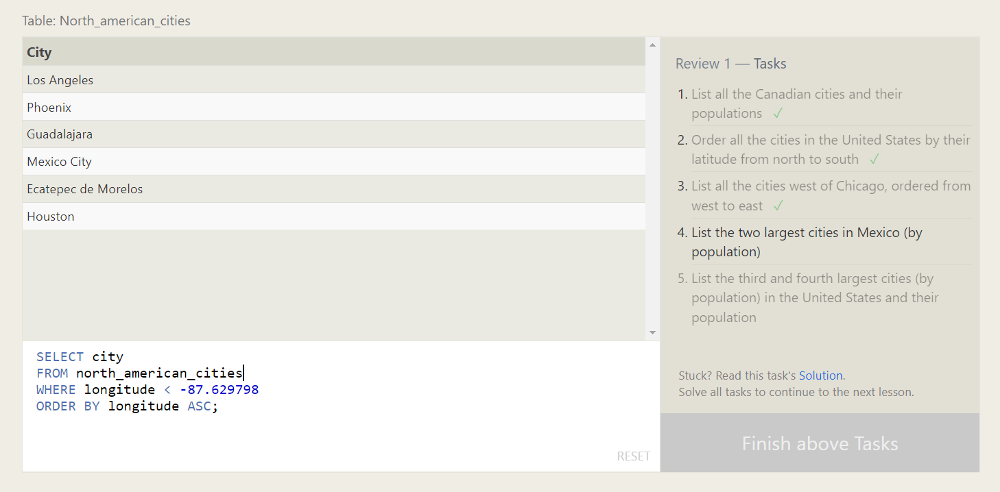 Table: North_american_cities
City
Los Angeles
Phoenix
Guadalajara
Mexico City
Ecatepec de Morelos
Houston
SELECT city
FROM north_american_cities
WHERE longitude < -87.629798
ORDER BY longitude ASC;
RESET
Review 1 — Tasks
1. List all the Canadian cities and their
populations ✓
2. Order all the cities in the United States by their
latitude from north to south ✓
3. List all the cities west of Chicago, ordered from
west to east ✓
4. List the two largest cities in Mexico (by
population)
5. List the third and fourth largest cities (by
population) in the United States and their
population
Stuck? Read this task's Solution.
Solve all tasks to continue to the next lesson.
Finish above Tasks